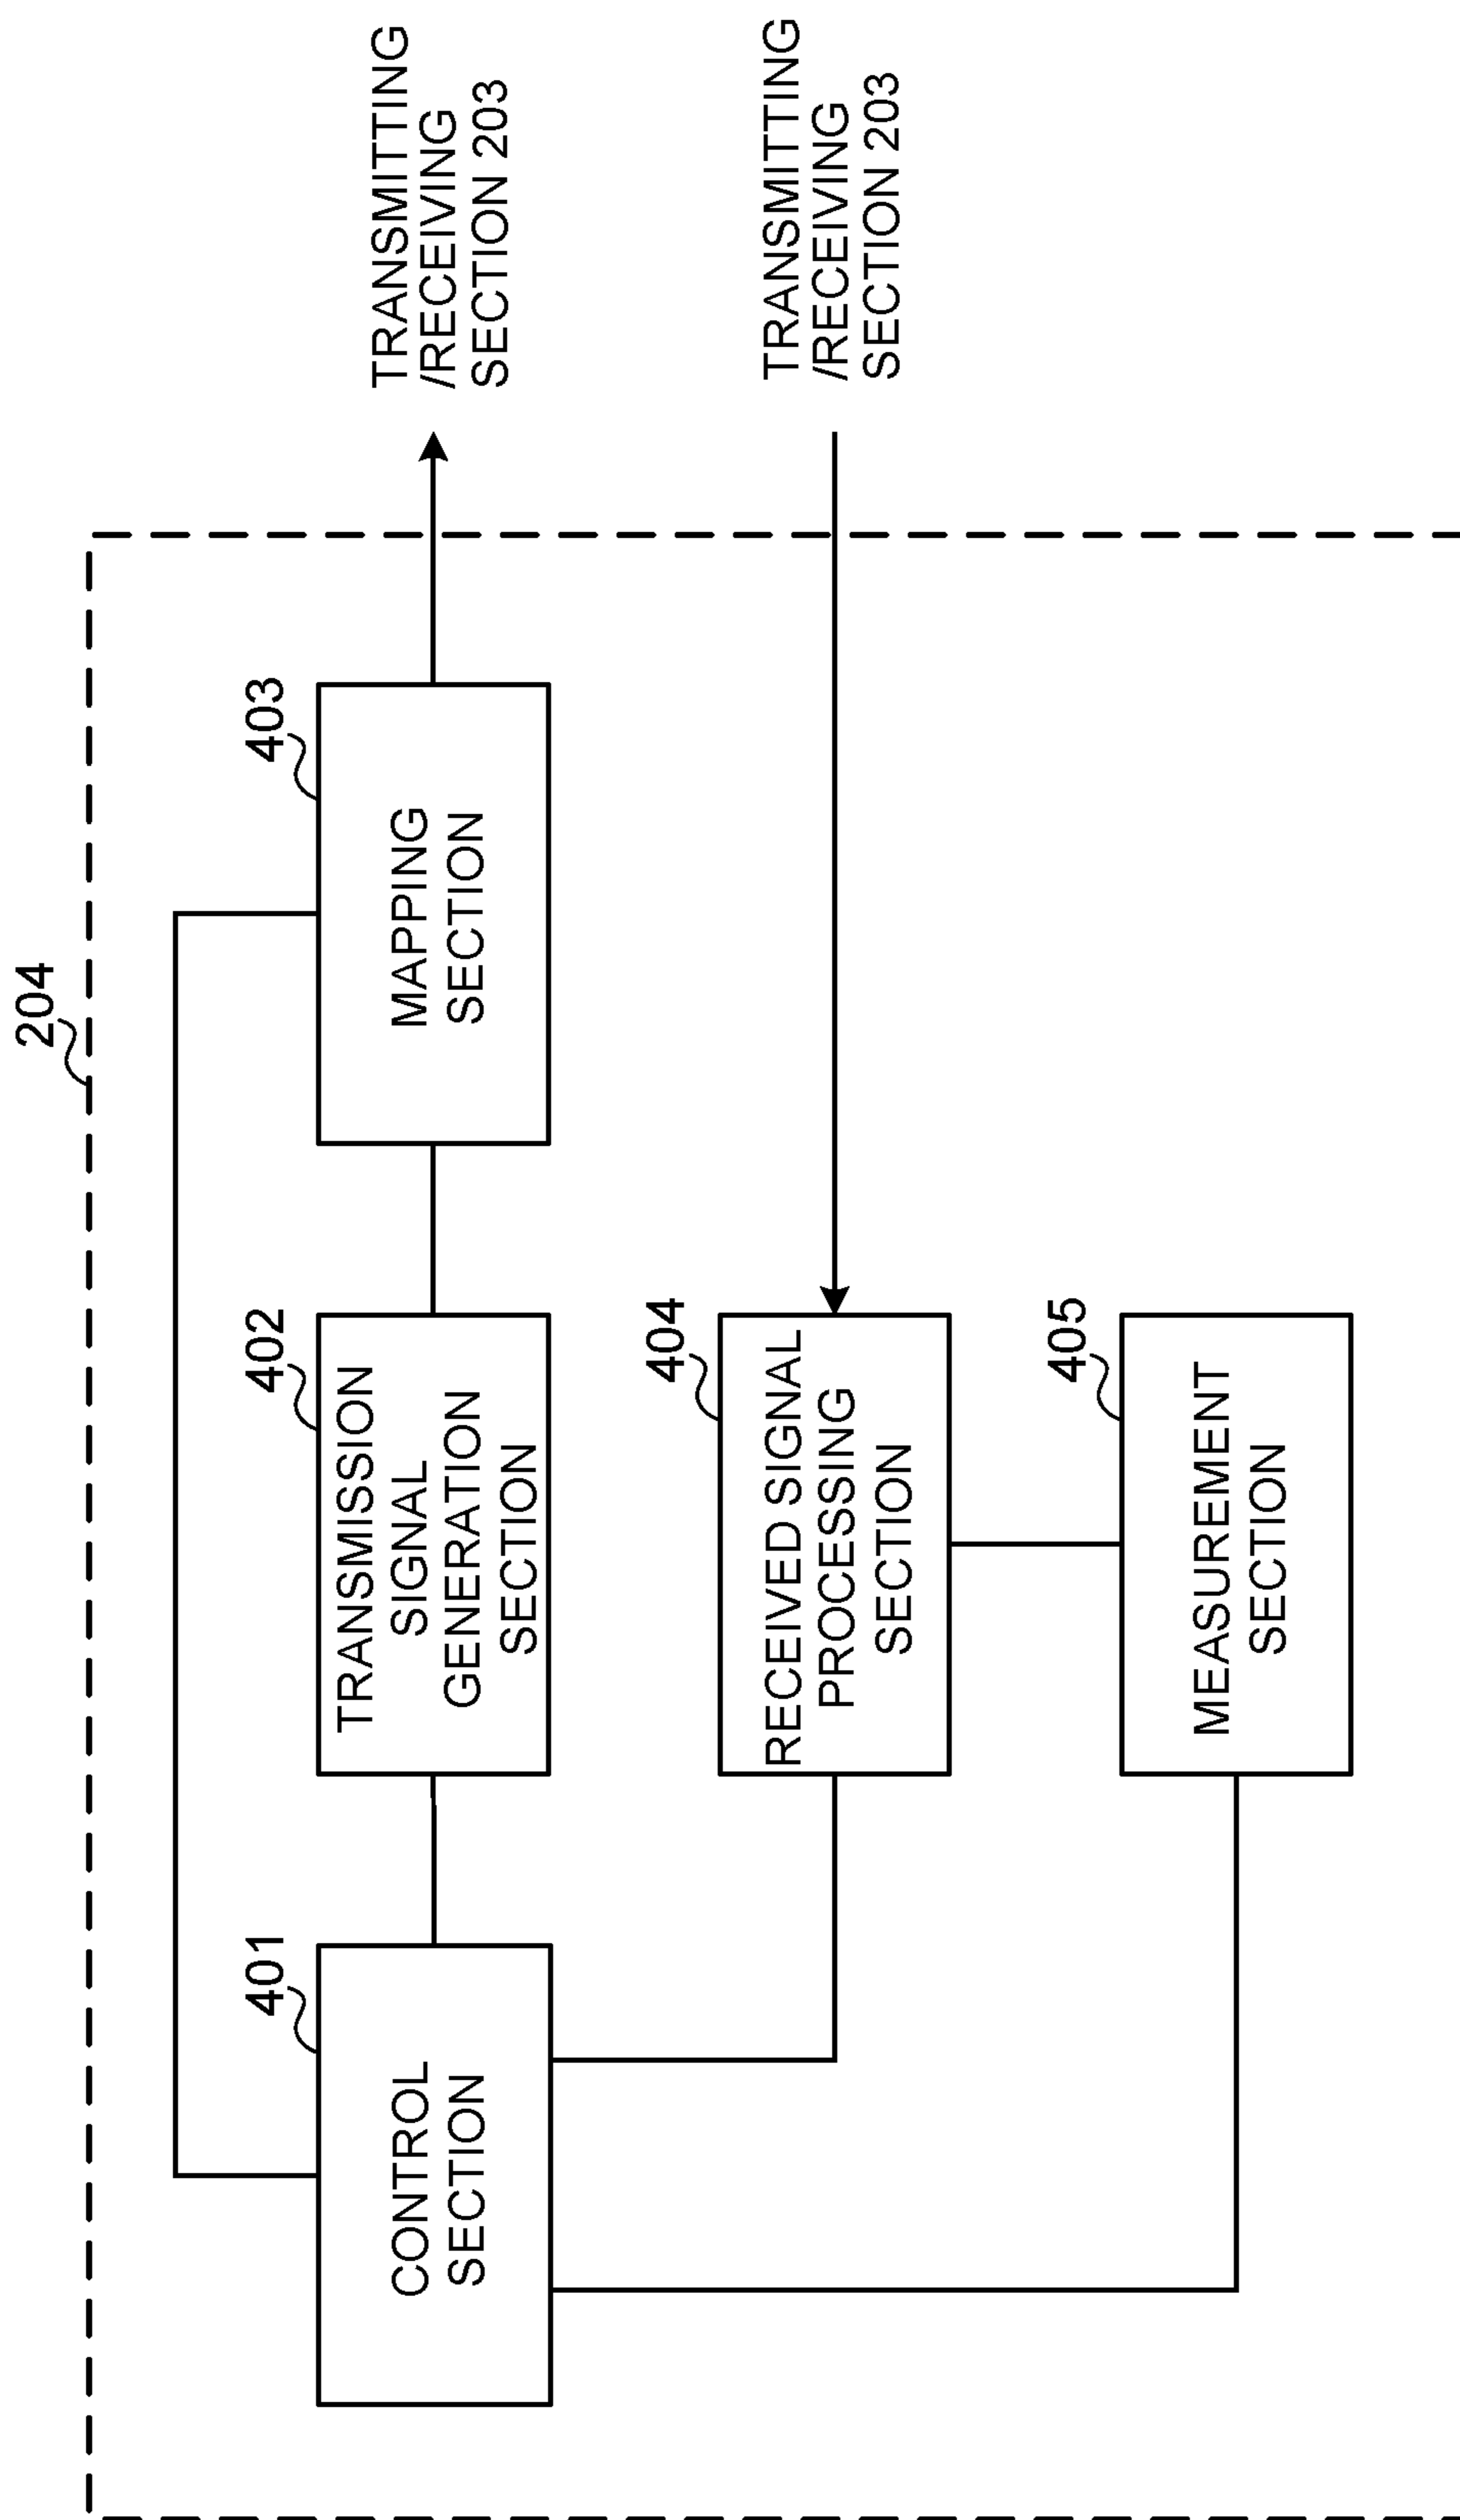 204
401
CONTROL
SECTION
402
TRANSMISSION
SIGNAL
GENERATION
SECTION
403
MAPPING
SECTION
TRANSMITTING
/RECEIVING
SECTION 203
404
RECEIVED SIGNAL
PROCESSING
SECTION
TRANSMITTING
/RECEIVING
SECTION 203
405
MEASUREMENT
SECTION